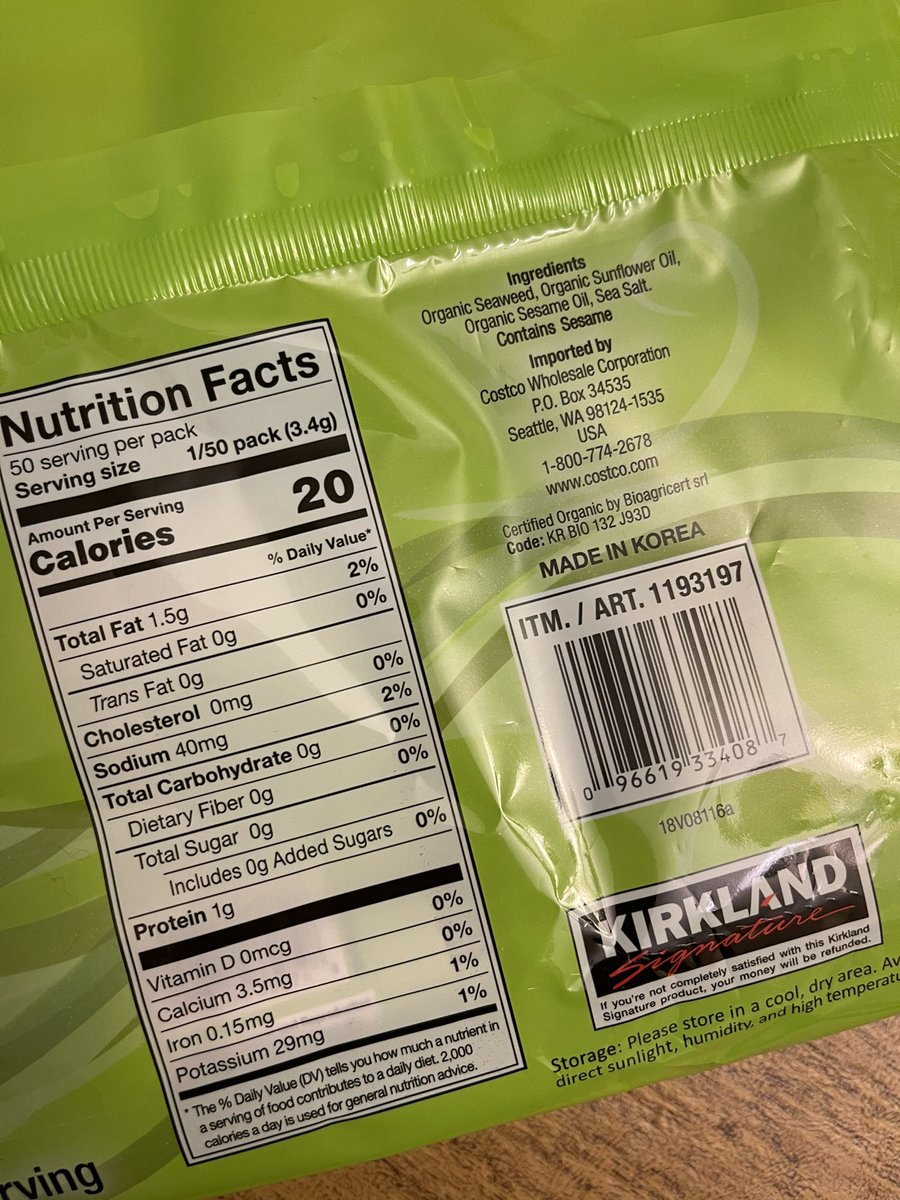 Nutrition Facts
50 serving per pack
Serving size 1/50 pack (3.4g)
Amount Per Serving
Calories 20
% Daily Value*
Total Fat 1.5g 2%
Saturated Fat 0g 0%
Trans Fat 0g
Cholesterol 0mg 0%
Sodium 40mg 2%
Total Carbohydrate 0g 0%
Dietary Fiber 0g 0%
Total Sugar 0g
Includes 0g Added Sugars 0%
Protein 1g
Vitamin D 0mcg 0%
Calcium 3.5mg 0%
Iron 0.15mg 1%
Potassium 29mg 1%
* The % Daily Value (DV) tells you how much a nutrient in
a serving of food contributes to a daily diet. 2,000
calories a day is used for general nutrition advice.
Ingredients
Organic Seaweed, Organic Sunflower Oil,
Organic Sesame Oil, Sea Salt.
Contains Sesame
Imported by
Costco Wholesale Corporation
P.O. Box 34535
Seattle, WA 98124-1535
USA
1-800-774-2678
www.costco.com
Certified Organic by Bioagricert srl
Code: KR BIO 132 J93D
MADE IN KOREA
ITM. / ART. 1193197
0 96619 33408 7
18V08116a
KIRKLAND
Signature
If you're not completely satisfied with this Kirkland
Signature product, your money will be refunded.
Storage: Please store in a cool, dry area.
direct sunlight, humidity, and high